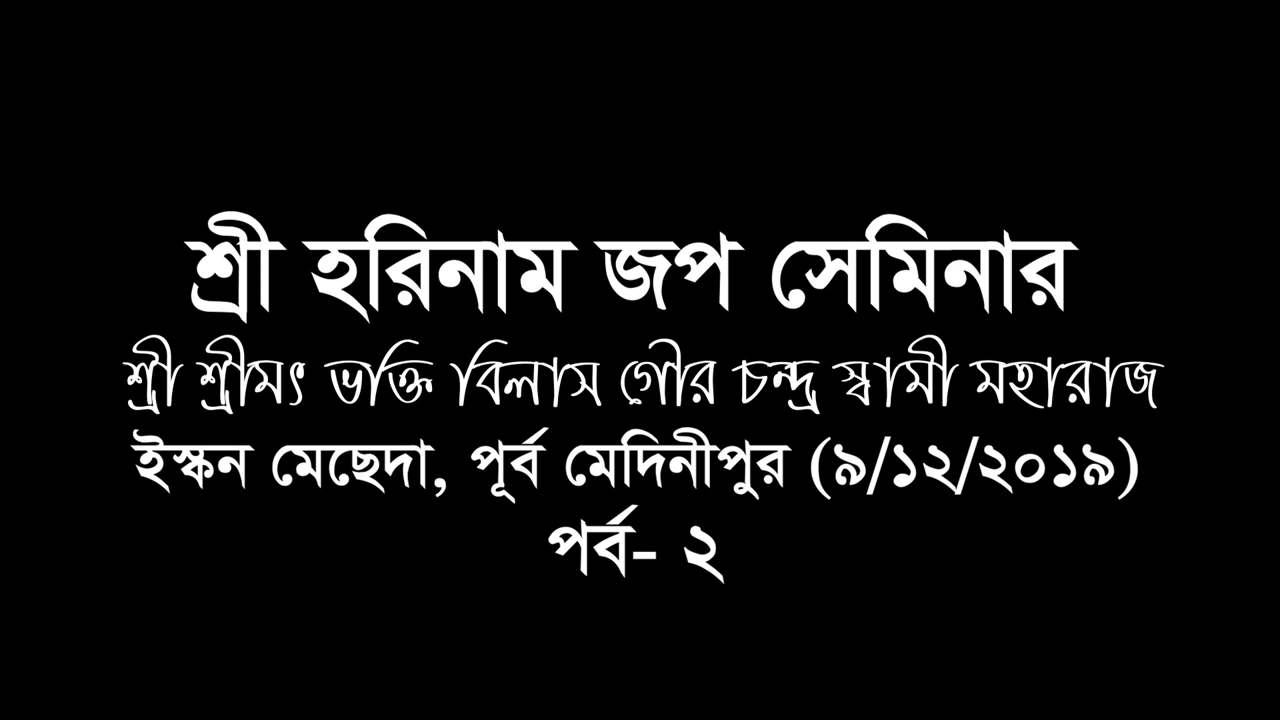 শ্রী হরিনাম জপ সেমিনার
শ্রী শ্রীমৎ ভক্তি বিলাস গৌর চন্দ্র স্বামী মহারাজ
ইস্কন মেছেদা, পূর্ব মেদিনীপুর (৯/১২/২০১৯)
পর্ব- ২